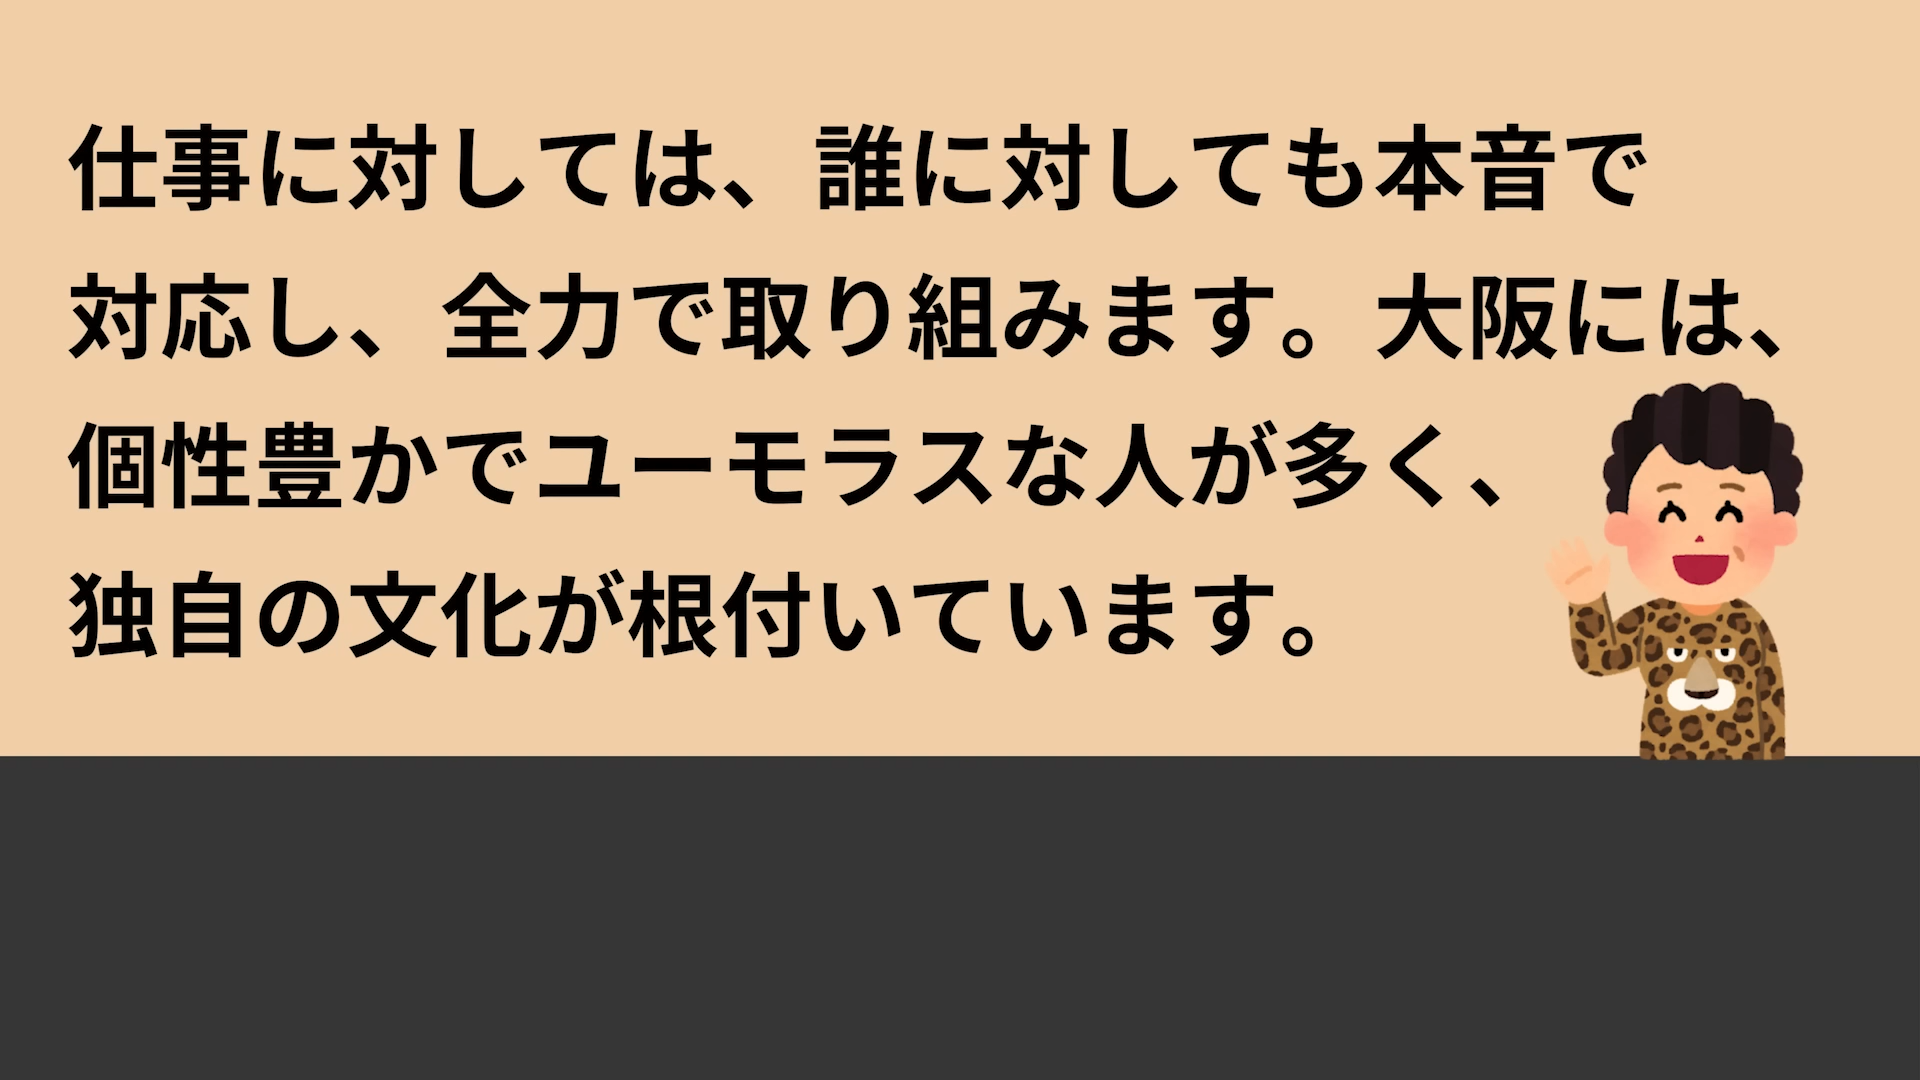 仕事に対しては、誰に対しても本音で
対応し、全力で取り組みます。大阪には、
個性豊かでユーモラスな人が多く、
独自の文化が根付いています。